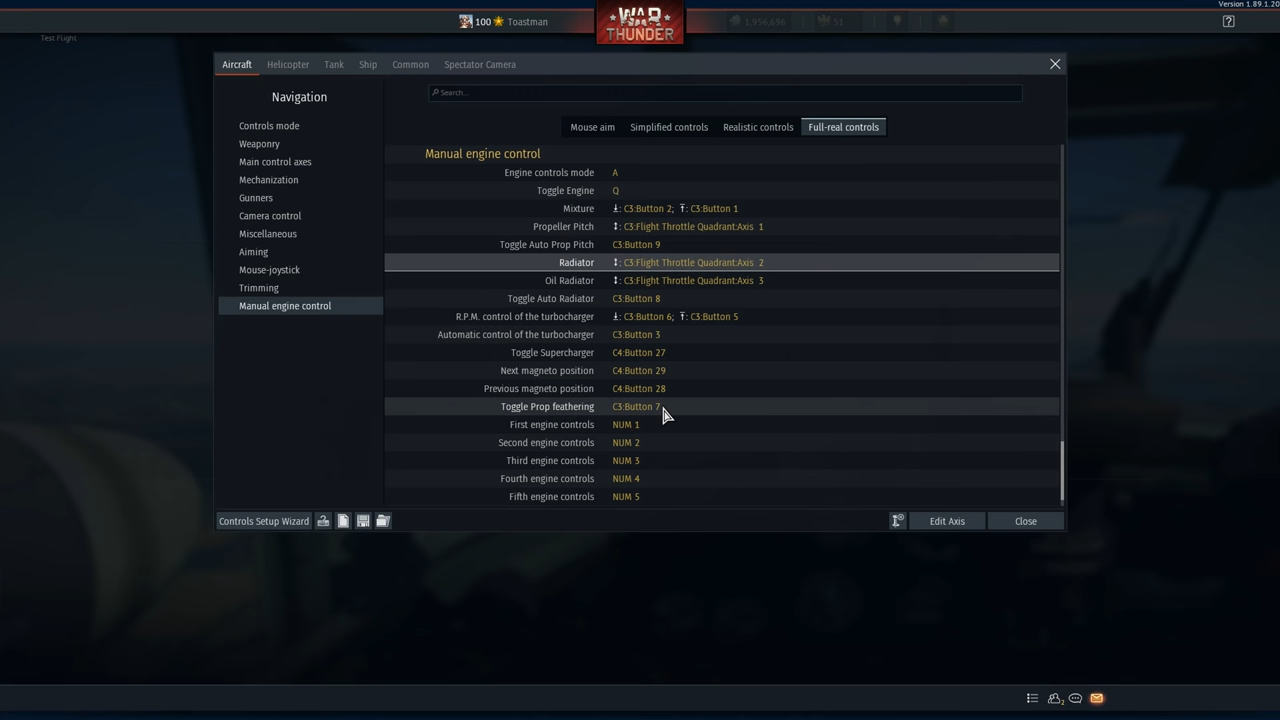 Version 1.89.1.20
100 Toastman
WAR THUNDER
1,956,696
51
Test Flight
Aircraft Helicopter Tank Ship Common Spectator Camera
Navigation
Search...
Mouse aim Simplified controls Realistic controls Full-real controls
Controls mode
Weaponry
Main control axes
Mechanization
Gunners
Camera control
Miscellaneous
Aiming
Mouse-joystick
Trimming
Manual engine control
Manual engine control
Engine controls mode A
Toggle Engine Q
Mixture : C3:Button 2; : C3:Button 1
Propeller Pitch : C3:Flight Throttle Quadrant:Axis 1
Toggle Auto Prop Pitch C3:Button 9
Radiator : C3:Flight Throttle Quadrant:Axis 2
Oil Radiator : C3:Flight Throttle Quadrant:Axis 3
Toggle Auto Radiator C3:Button 8
R.P.M. control of the turbocharger : C3:Button 6; : C3:Button 5
Automatic control of the turbocharger C3:Button 3
Toggle Supercharger C4:Button 27
Next magneto position C4:Button 29
Previous magneto position C4:Button 28
Toggle Prop feathering C3:Button 7
First engine controls NUM 1
Second engine controls NUM 2
Third engine controls NUM 3
Fourth engine controls NUM 4
Fifth engine controls NUM 5
Controls Setup Wizard
Edit Axis
Close
2